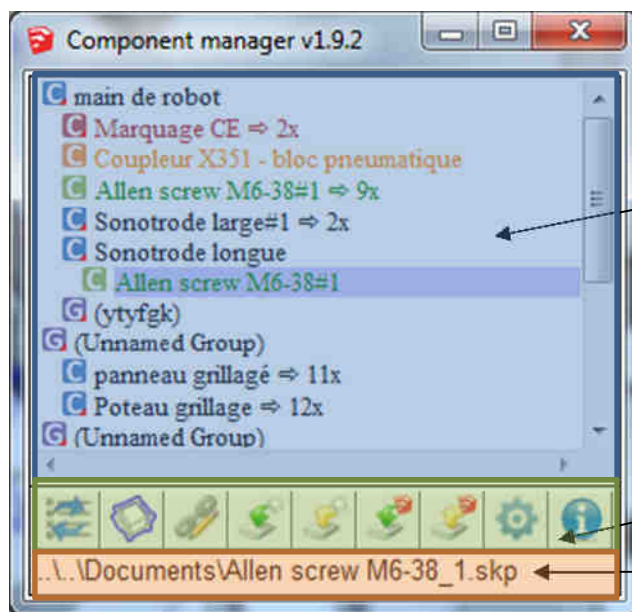 Component manager v1.9.2
C main de robot
C Marquage CE ⇨ 2x
C Coupleur X351 - bloc pneumatique
C Allen screw M6-38#1 ⇨ 9x
C Sonotrode large#1 ⇨ 2x
C Sonotrode longue
C Allen screw M6-38#1
G (ytyfgk)
G (Unnamed Group)
C panneau grillagé ⇨ 11x
C Poteau grillage ⇨ 12x
G (Unnamed Group)
..\..\Documents\Allen screw M6-38_1.skp